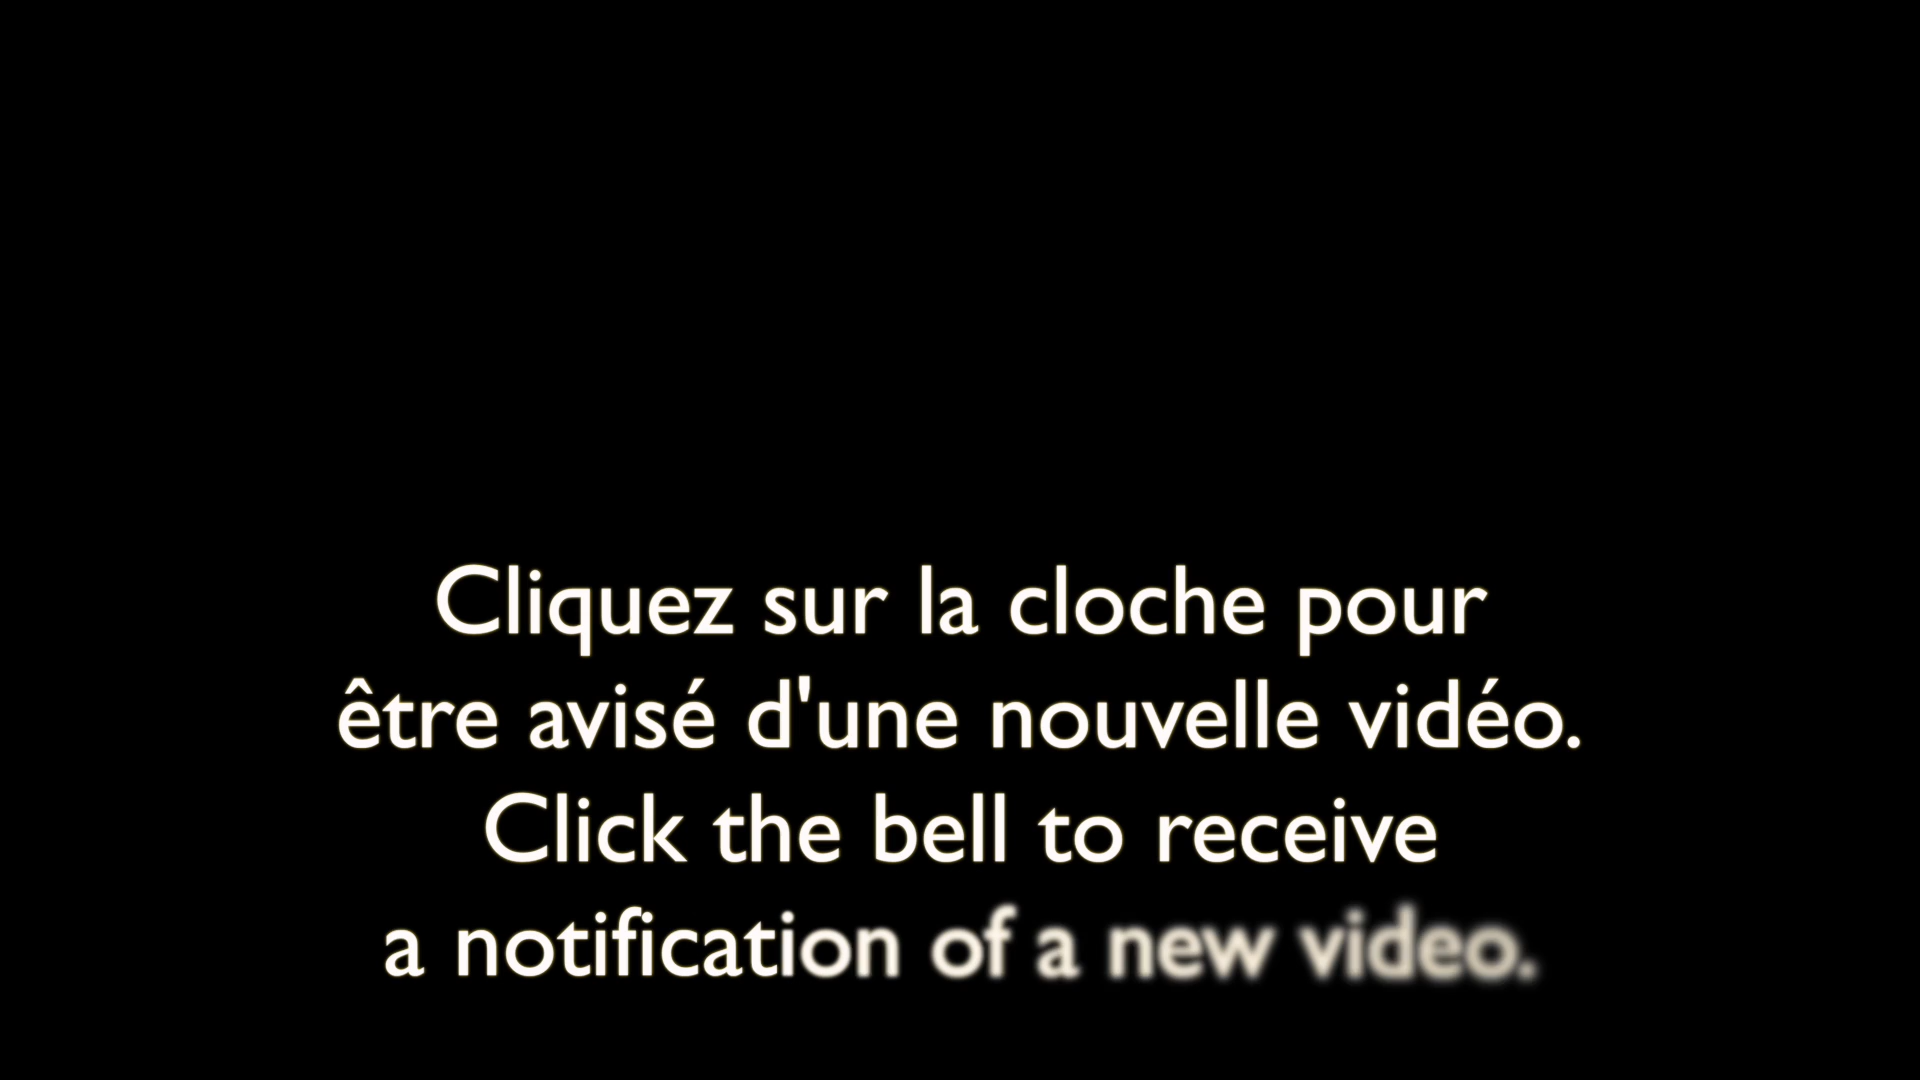 Cliquez sur la cloche pour
être avisé d'une nouvelle vidéo.
Click the bell to receive
a notification of a new video.